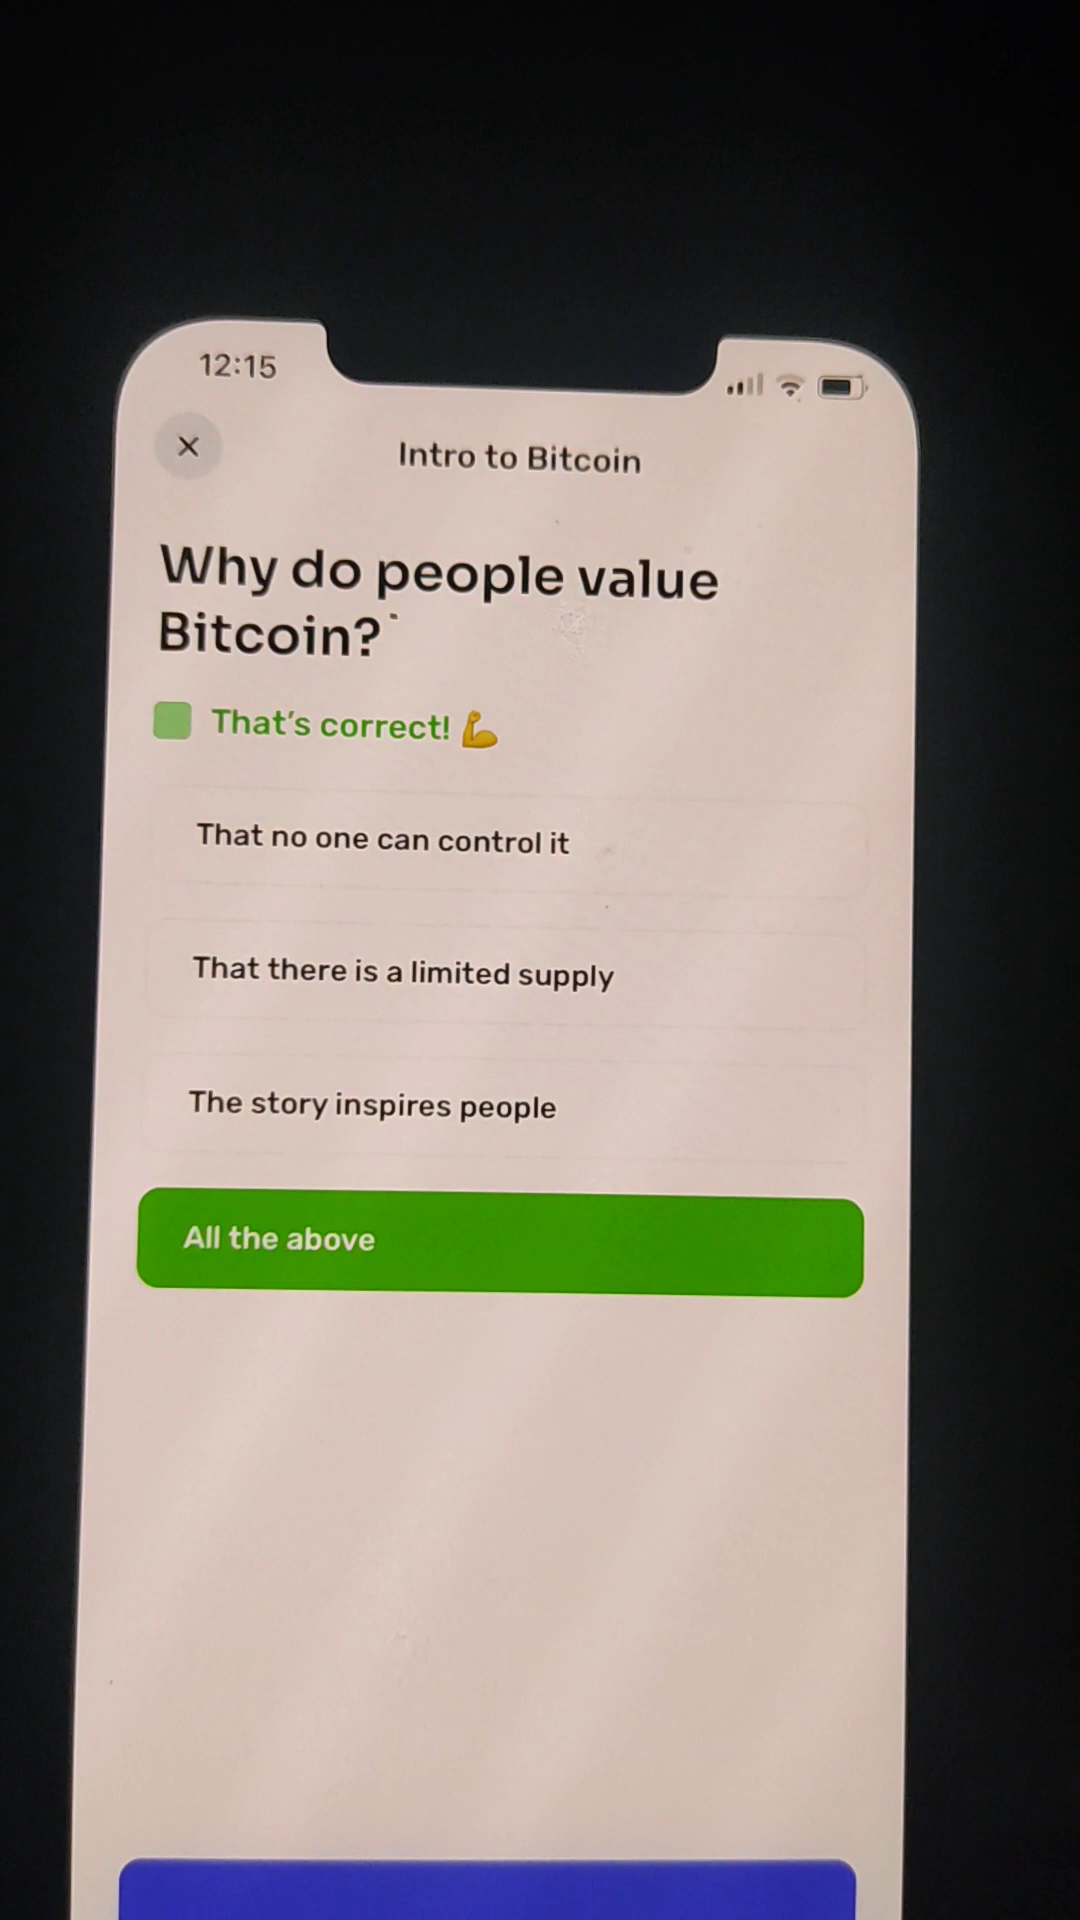 12:15
Intro to Bitcoin
Why do people value
Bitcoin?
That's correct! 💪
That no one can control it
That there is a limited supply
The story inspires people
All the above